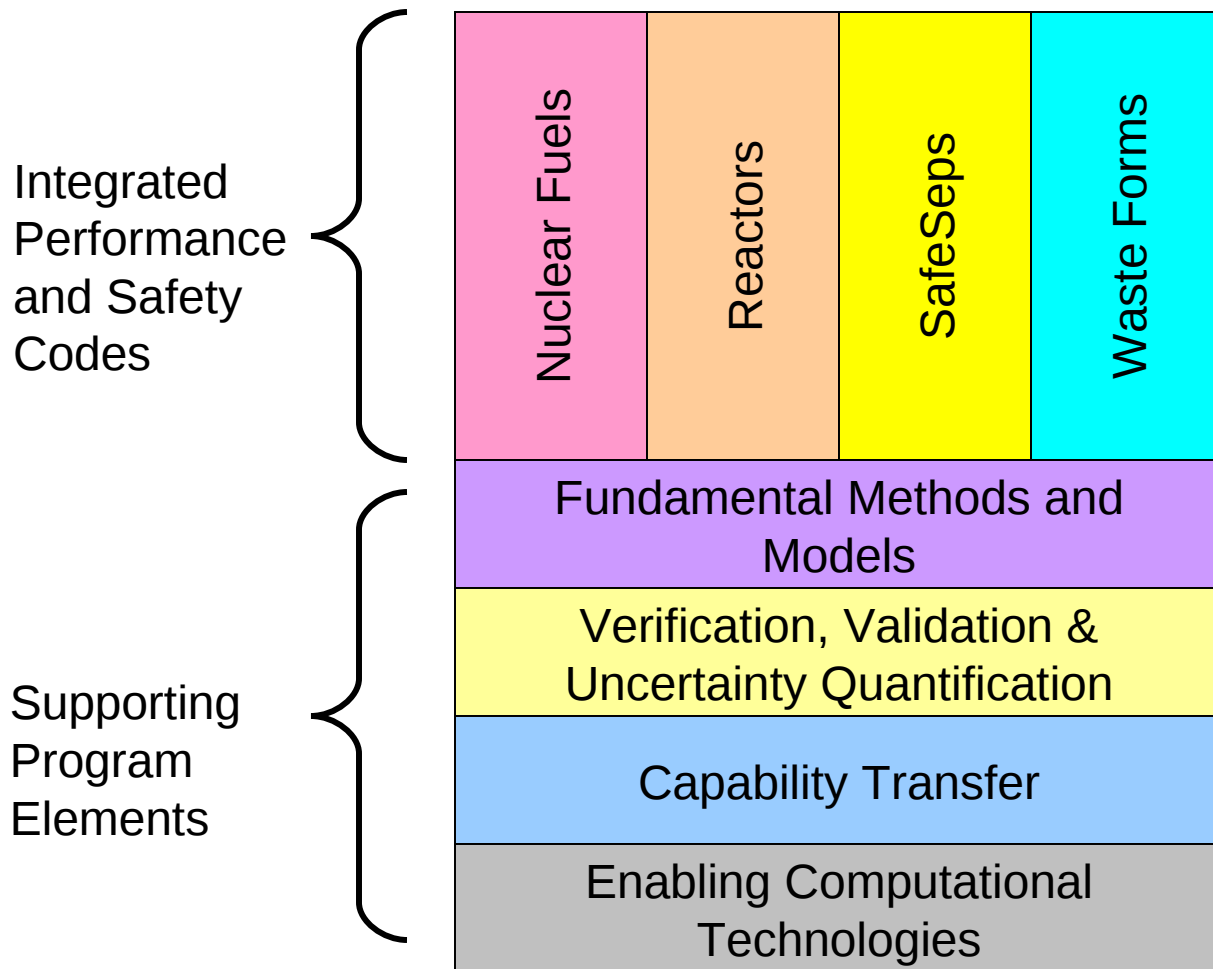 Integrated
Performance
and Safety
Codes
Nuclear Fuels
Reactors
SafeSeps
Waste Forms
Supporting
Program
Elements
Fundamental Methods and
Models
Verification, Validation &
Uncertainty Quantification
Capability Transfer
Enabling Computational
Technologies